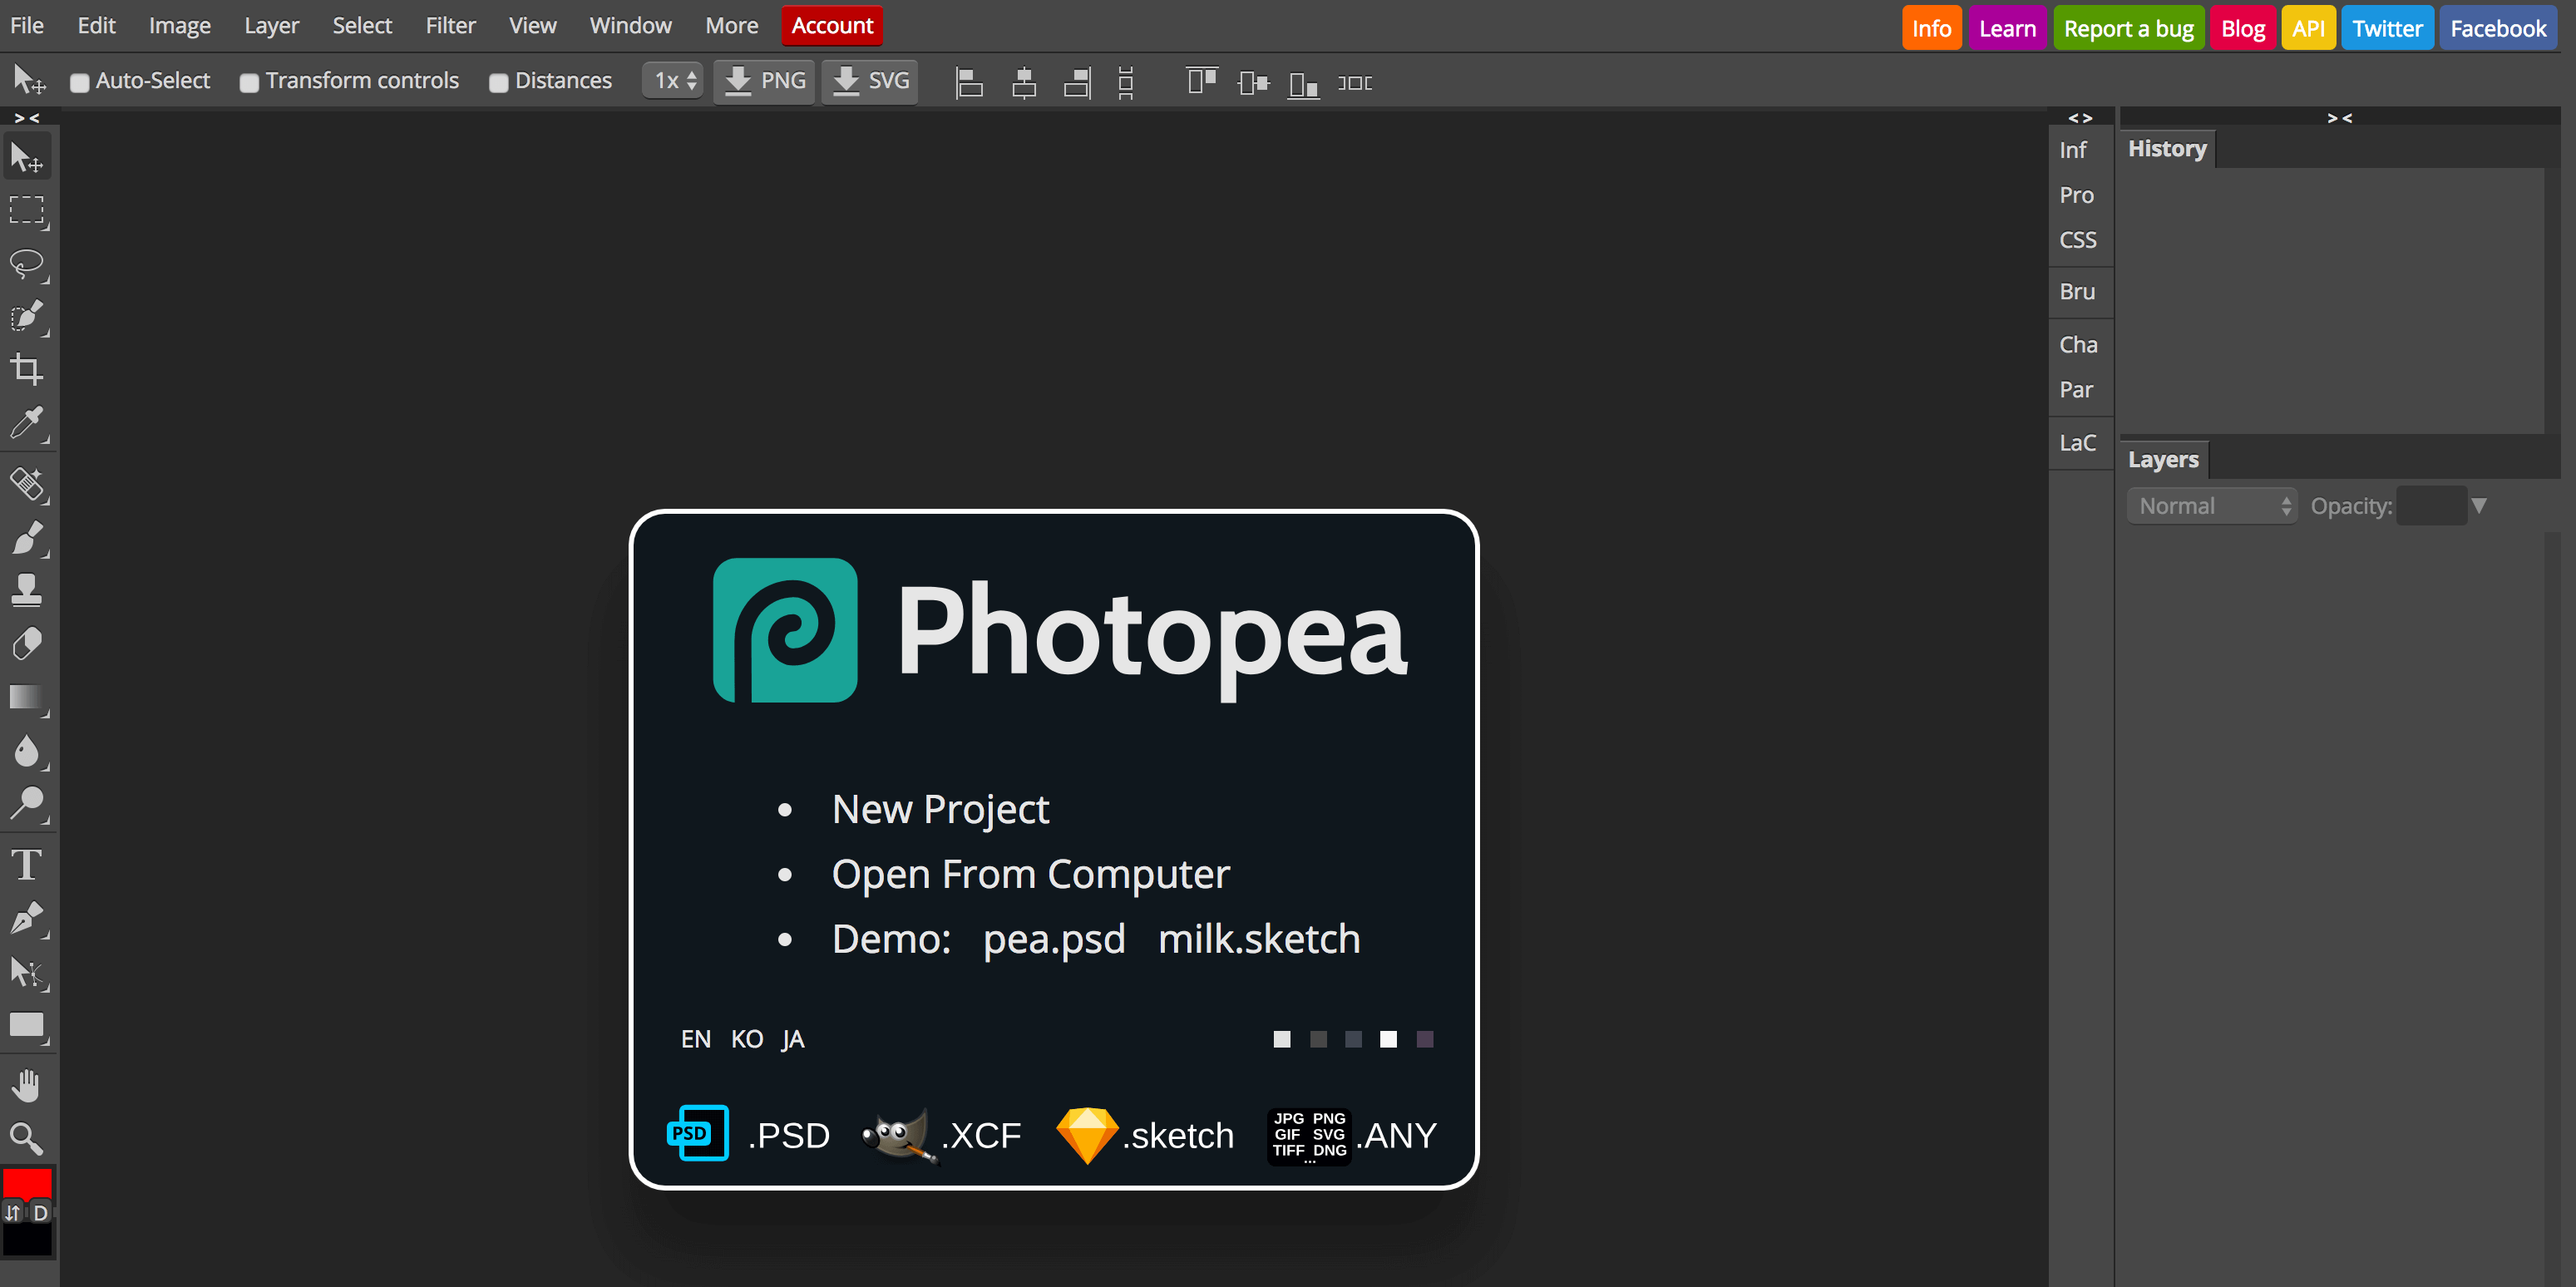 File Edit Image Layer Select Filter View Window More Account Info Learn Report a bug Blog API Twitter Facebook
Auto-Select Transform controls Distances 1x PNG SVG
> < < > > <
Inf
Pro
CSS
Bru
Cha
Par
LaC
History
Layers
Normal Opacity:
Photopea
New Project
Open From Computer
Demo: pea.psd milk.sketch
EN KO JA
PSD .PSD .XCF .sketch .ANY
JPG PNG
GIF SVG
TIFF DNG
...
T
D